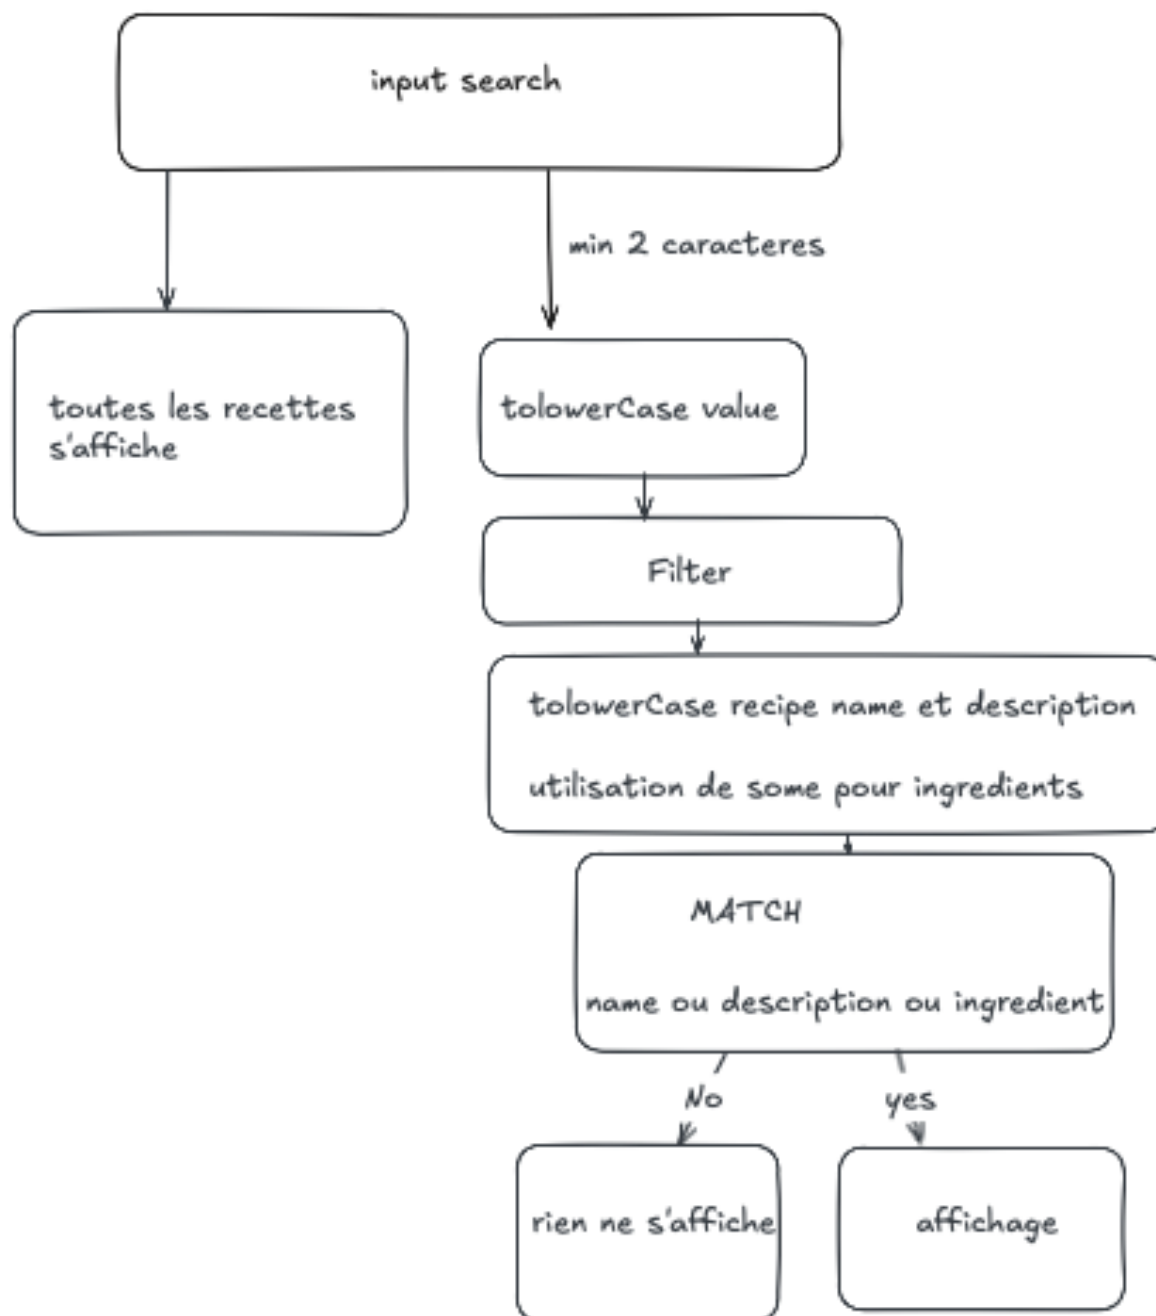 input search
min 2 caracteres
toutes les recettes
s'affiche
tolowerCase value
Filter
tolowerCase recipe name et description
utilisation de some pour ingredients
MATCH
name ou description ou ingredient
No
yes
rien ne s'affiche
affichage